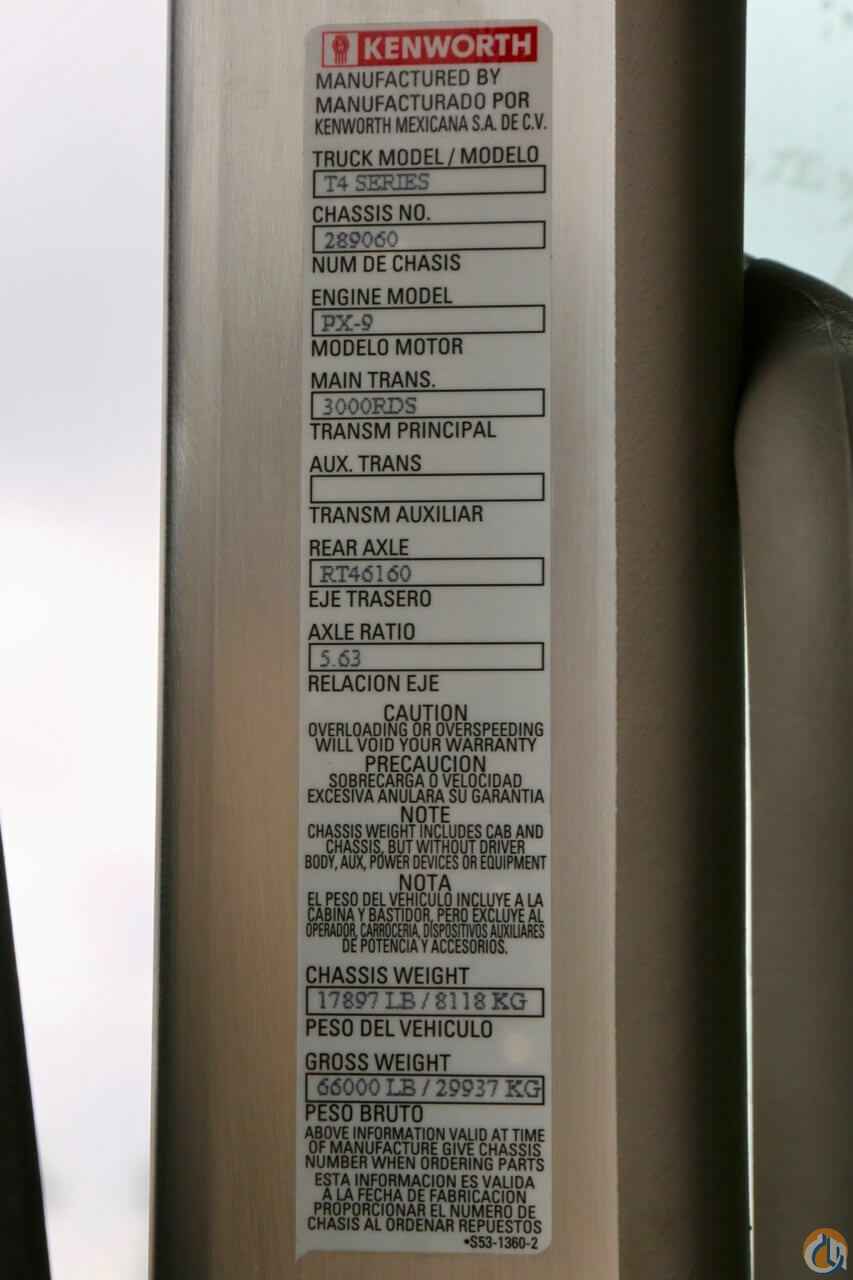 KENWORTH
MANUFACTURED BY
MANUFACTURADO POR
KENWORTH MEXICANA S.A. DE C.V.
TRUCK MODEL / MODELO
T4 SERIES
CHASSIS NO.
289060
NUM DE CHASIS
ENGINE MODEL
PX-9
MODELO MOTOR
MAIN TRANS.
3000RDS
TRANSM PRINCIPAL
AUX. TRANS
TRANSM AUXILIAR
REAR AXLE
RT46160
EJE TRASERO
AXLE RATIO
5.63
RELACION EJE
CAUTION
OVERLOADING OR OVERSPEEDING
WILL VOID YOUR WARRANTY
PRECAUCION
SOBRECARGA O VELOCIDAD
EXCESIVA ANULARA SU GARANTIA
NOTE
CHASSIS WEIGHT INCLUDES CAB AND
CHASSIS, BUT WITHOUT DRIVER
BODY, AUX, POWER DEVICES OR EQUIPMENT
NOTA
EL PESO DEL VEHICULO INCLUYE A LA
CABINA Y BASTIDOR, PERO EXCLUYE AL
OPERADOR, CARROCERIA, DISPOSITIVOS AUXILIARES
DE POTENCIA Y ACCESORIOS.
CHASSIS WEIGHT
17897 LB / 8118 KG
PESO DEL VEHICULO
GROSS WEIGHT
66000 LB / 29937 KG
PESO BRUTO
ABOVE INFORMATION VALID AT TIME
OF MANUFACTURE GIVE CHASSIS
NUMBER WHEN ORDERING PARTS
ESTA INFORMACION ES VALIDA
A LA FECHA DE FABRICACION
PROPORCIONAR EL NUMERO DE
CHASIS AL ORDENAR REPUESTOS
•S53-1360-2